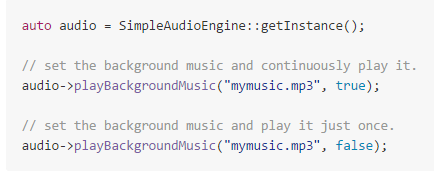 auto audio = SimpleAudioEngine::getInstance();
// set the background music and continuously play it.
audio->playBackgroundMusic("mymusic.mp3", true);
// set the background music and play it just once.
audio->playBackgroundMusic("mymusic.mp3", false);